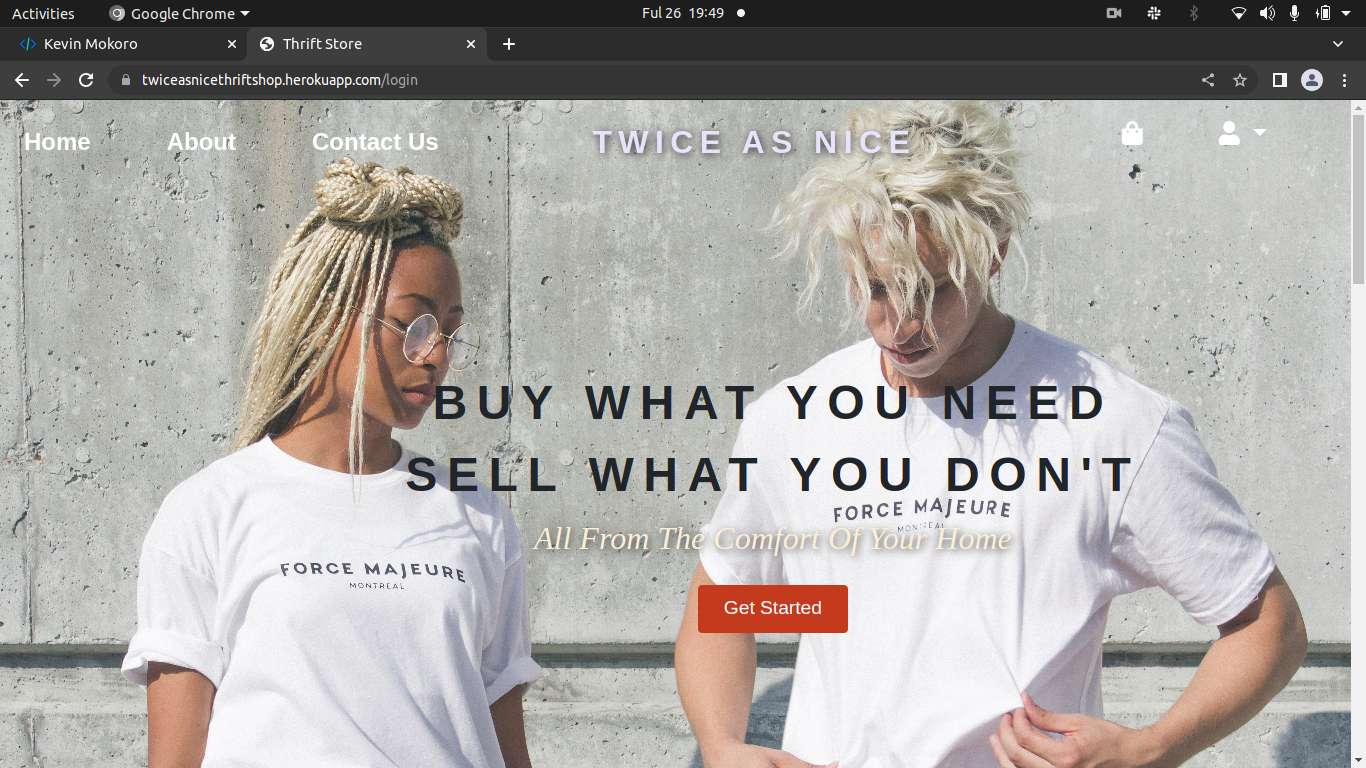 Activities Google Chrome Ful 26 19:49
Kevin Mokoro Thrift Store
twiceasnicethriftshop.herokuapp.com/login
Home About Contact Us TWICE AS NICE
BUY WHAT YOU NEED
SELL WHAT YOU DON'T
FORCE MAJEURE
MONTREAL
All From The Comfort Of Your Home
FORCE MAJEURE
MONTREAL
Get Started